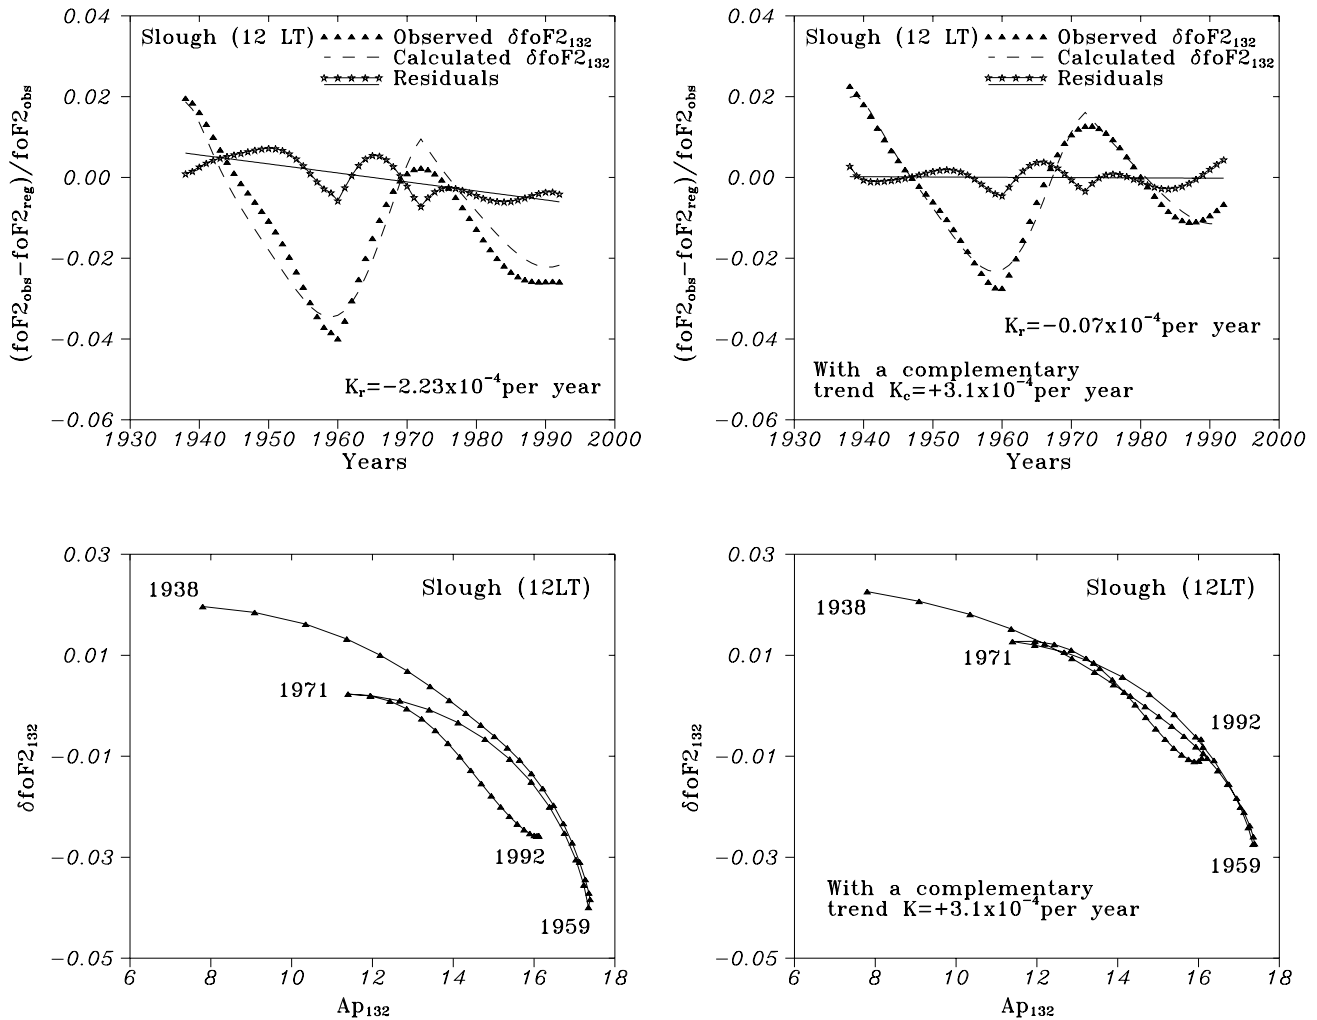 0.04
0.02
0.00
−0.02
−0.04
−0.06
(foF2obs−foF2reg)/foF2obs
Slough (12 LT)
Observed δfoF2132
Calculated δfoF2132
Residuals
Kr=−2.23x10−4per year
1930 1940 1950 1960 1970 1980 1990 2000
Years
0.04
0.02
0.00
−0.02
−0.04
−0.06
(foF2obs−foF2reg)/foF2obs
Slough (12 LT)
Observed δfoF2132
Calculated δfoF2132
Residuals
Kr=−0.07x10−4per year
With a complementary
trend Kc=+3.1x10−4per year
1930 1940 1950 1960 1970 1980 1990 2000
Years
0.03
0.01
−0.01
−0.03
−0.05
δfoF2132
Slough (12LT)
1938
1971
1992
1959
6 8 10 12 14 16 18
Ap132
0.03
0.01
−0.01
−0.03
−0.05
δfoF2132
Slough (12LT)
1938
1971
1992
1959
With a complementary
trend K=+3.1x10−4per year
6 8 10 12 14 16 18
Ap132